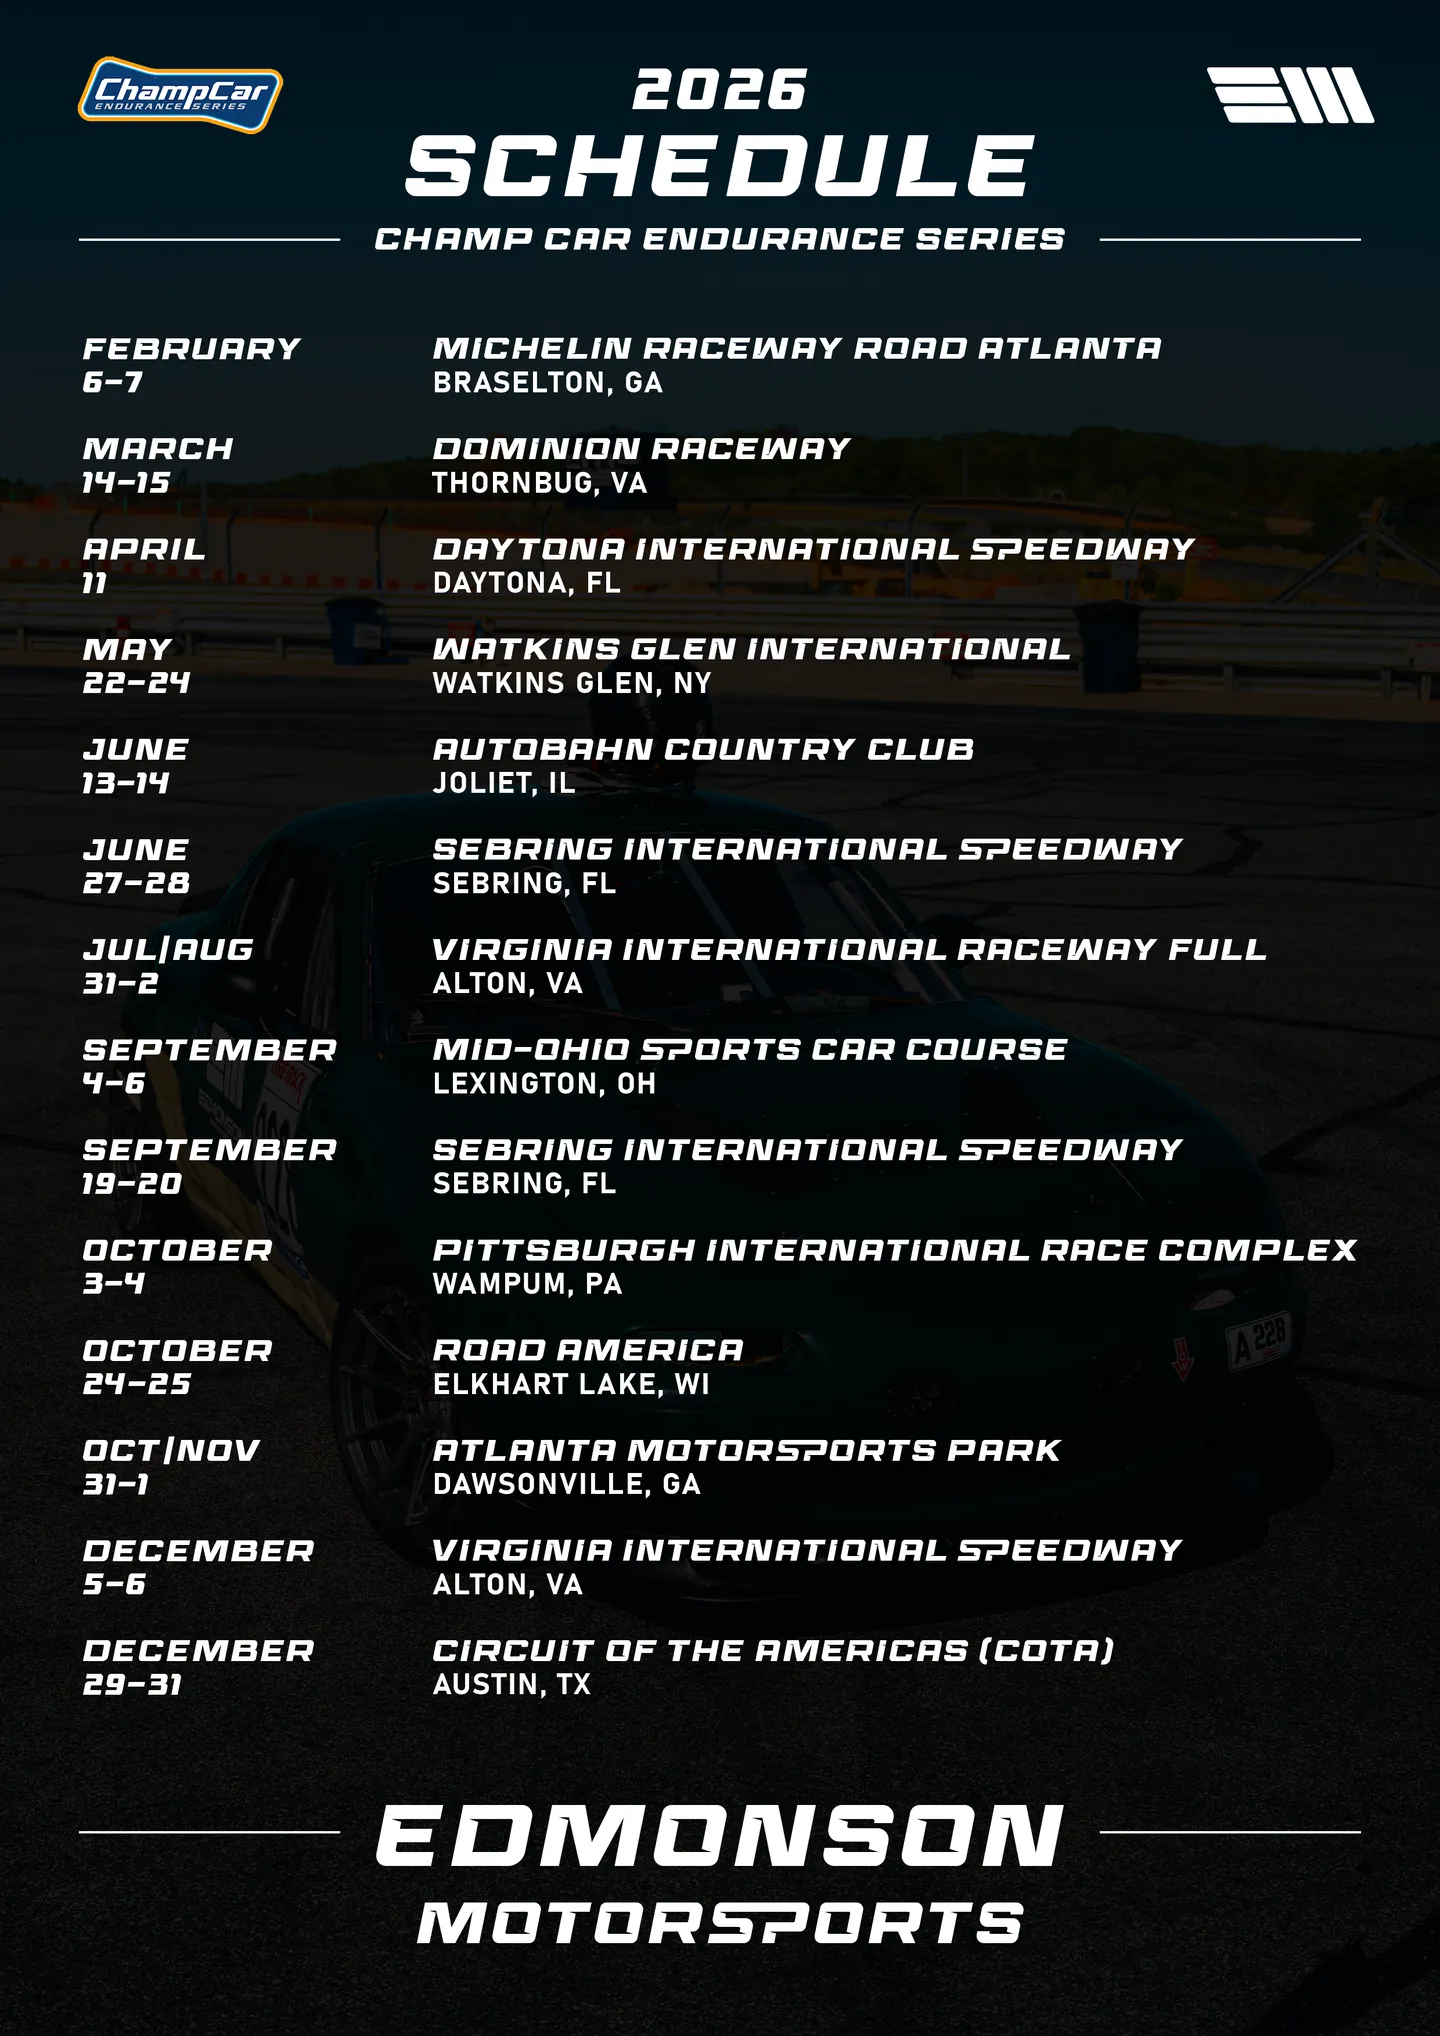 ChampCar
ENDURANCE SERIES
2026
SCHEDULE
CHAMP CAR ENDURANCE SERIES
EM
FEBRUARY
6-7
MICHELIN RACEWAY ROAD ATLANTA
BRASELTON, GA
MARCH
14-15
DOMINION RACEWAY
THORNBUG, VA
APRIL
11
DAYTONA INTERNATIONAL SPEEDWAY
DAYTONA, FL
MAY
22-24
WATKINS GLEN INTERNATIONAL
WATKINS GLEN, NY
JUNE
13-14
AUTOBAHN COUNTRY CLUB
JOLIET, IL
JUNE
27-28
SEBRING INTERNATIONAL SPEEDWAY
SEBRING, FL
JUL|AUG
31-2
VIRGINIA INTERNATIONAL RACEWAY FULL
ALTON, VA
SEPTEMBER
4-6
MID-OHIO SPORTS CAR COURSE
LEXINGTON, OH
SEPTEMBER
19-20
SEBRING INTERNATIONAL SPEEDWAY
SEBRING, FL
OCTOBER
3-4
PITTSBURGH INTERNATIONAL RACE COMPLEX
WAMPUM, PA
OCTOBER
24-25
ROAD AMERICA
ELKHART LAKE, WI
OCT|NOV
31-1
ATLANTA MOTORSPORTS PARK
DAWSONVILLE, GA
DECEMBER
5-6
VIRGINIA INTERNATIONAL SPEEDWAY
ALTON, VA
DECEMBER
29-31
CIRCUIT OF THE AMERICAS (COTA)
AUSTIN, TX
A 228
EDMONSON
MOTORSPORTS